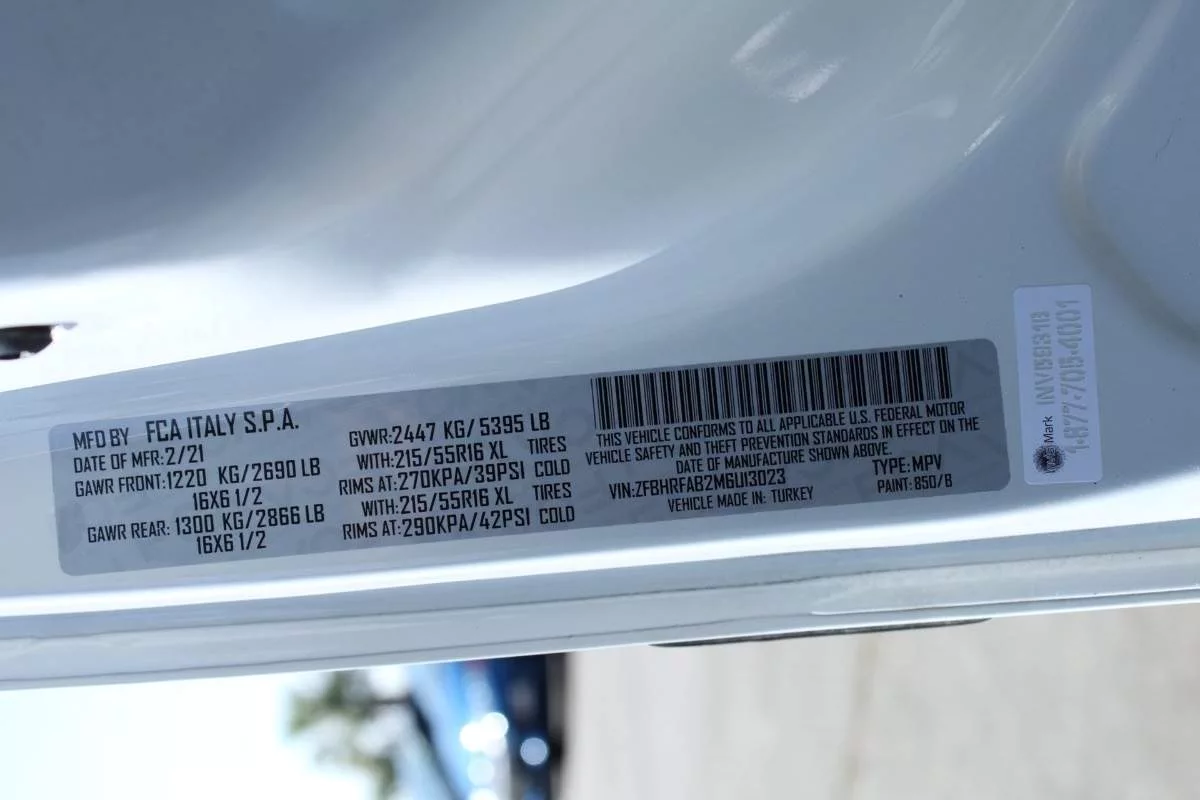 MFD BY FCA ITALY S.P.A.
DATE OF MFR: 2/21
GAWR FRONT: 1220 KG/2690 LB
16X6 1/2
GAWR REAR: 1300 KG/2866 LB
16X6 1/2
GVWR: 2447 KG/ 5395 LB
WITH: 215/55R16 XL TIRES
RIMS AT: 270KPA/39PSI COLD
WITH: 215/55R16 XL TIRES
RIMS AT: 290KPA/42PSI COLD
THIS VEHICLE CONFORMS TO ALL APPLICABLE U.S. FEDERAL MOTOR
VEHICLE SAFETY AND THEFT PREVENTION STANDARDS IN EFFECT ON THE
DATE OF MANUFACTURE SHOWN ABOVE.
VIN: ZFBHRFAB2M6U13023 TYPE: MPV
VEHICLE MADE IN: TURKEY PAINT: 850/B
Mark
1-877-705-4001